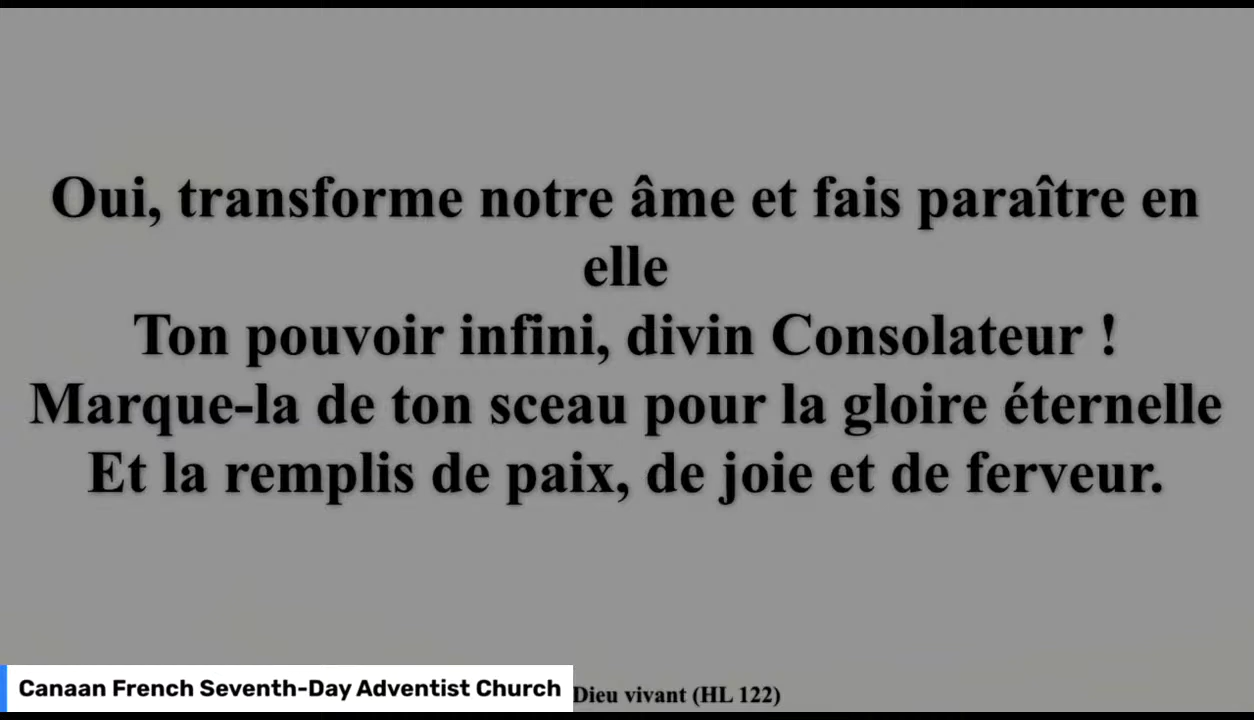 Oui, transforme notre âme et fais paraître en
elle
Ton pouvoir infini, divin Consolateur !
Marque-la de ton sceau pour la gloire éternelle
Et la remplis de paix, de joie et de ferveur.
Canaan French Seventh-Day Adventist Church
Dieu vivant (HL 122)